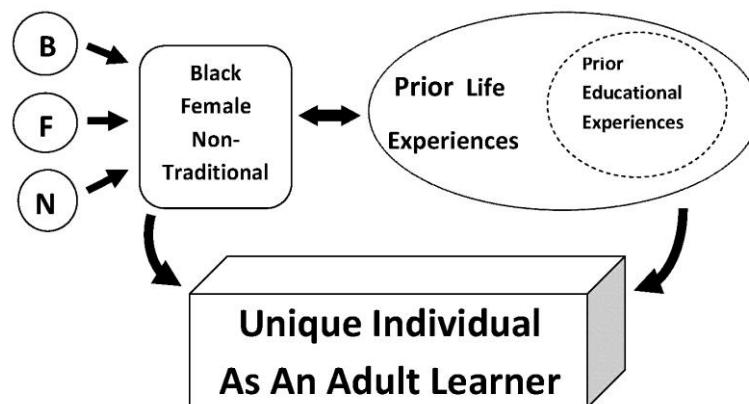 B
F
N
Black
Female
Non-
Traditional
Prior Life
Experiences
Prior
Educational
Experiences
Unique Individual
As An Adult Learner